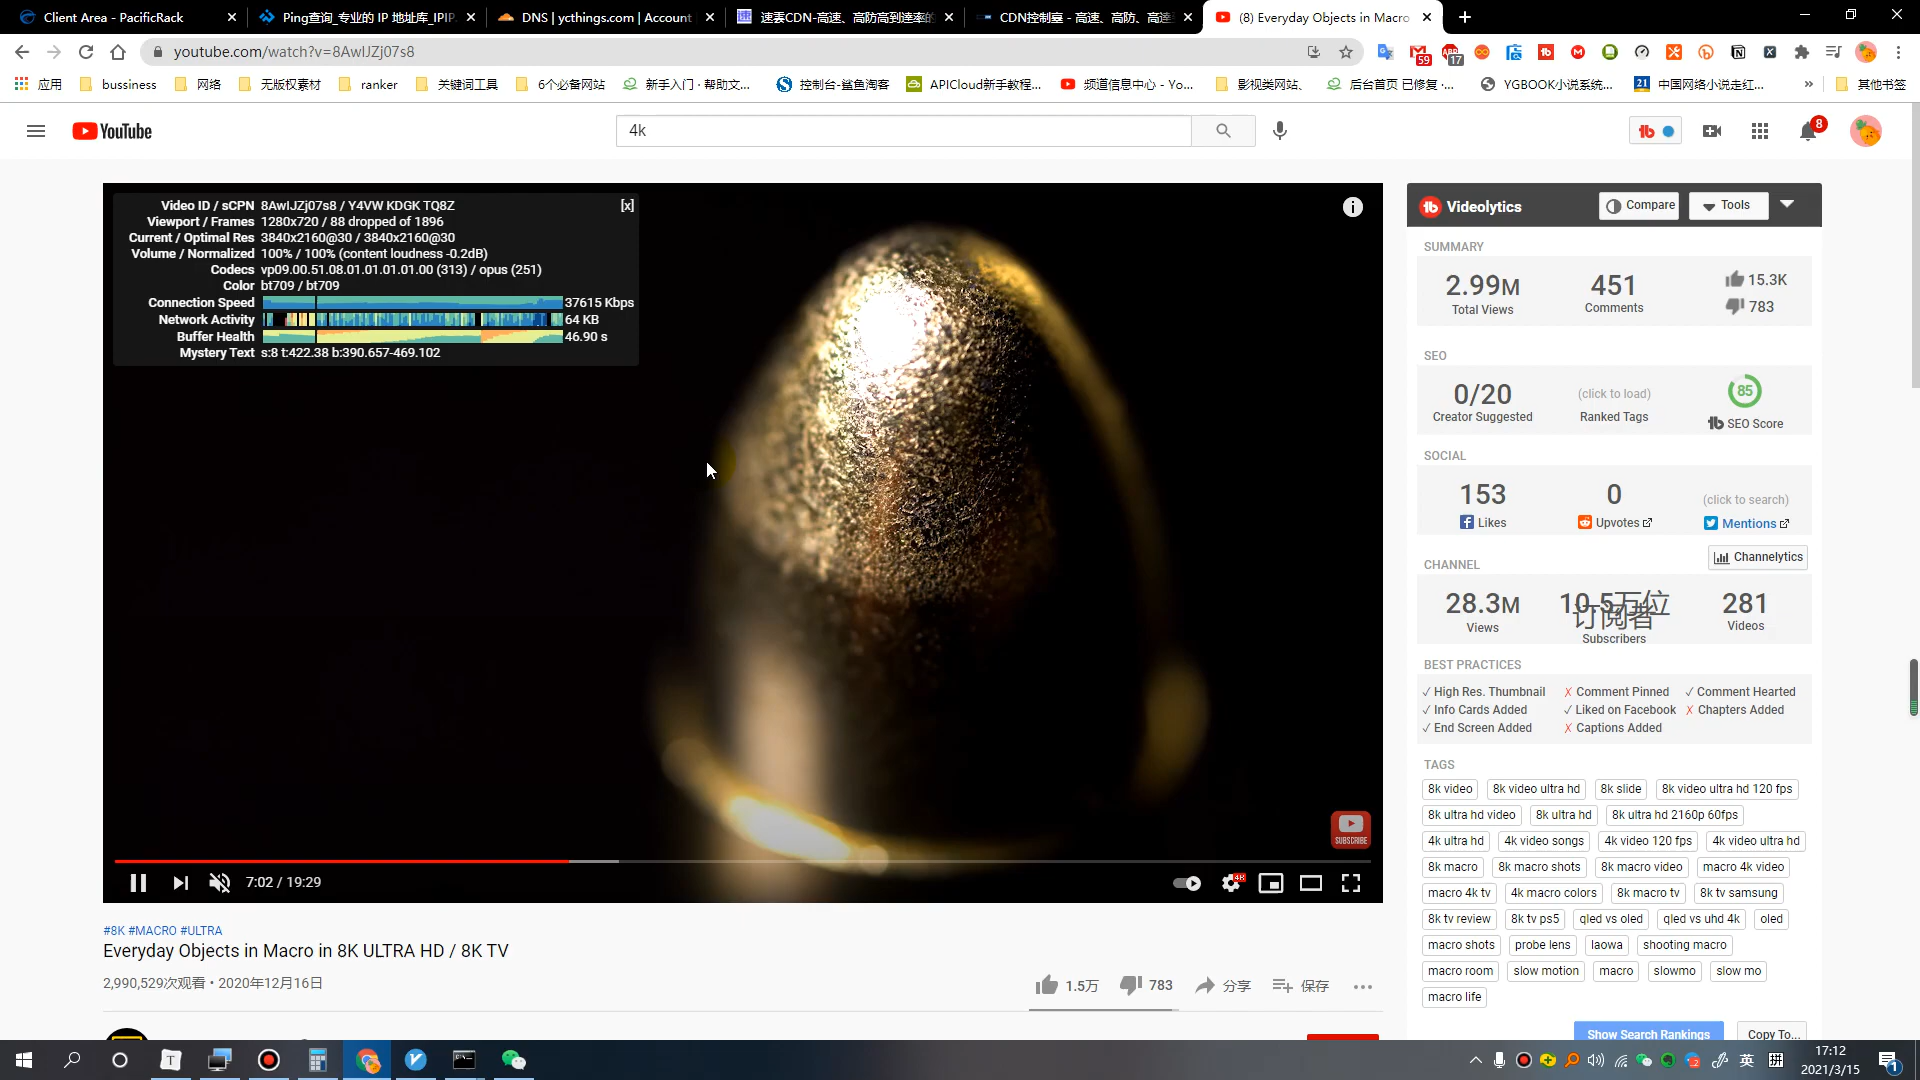 Client Area - PacificRack
Ping查询_专业的 IP 地址库_IPIP.
DNS | ycthings.com | Account
CDN控制台 - 高速、高防、高速
(8) Everyday Objects in Macro
youtube.com/watch?v=8AwIJZj07s8
59
17
应用
bussiness
网络
无版权素材
ranker
关键词工具
6个必备网站
新手入门 · 帮助文...
控制台-鲨鱼淘客
APICloud新手教程...
频道信息中心 - Yo...
影视类网站、
后台首页 已修复 ·...
YGBOOK小说系统...
21 中国网络小说走红...
»
其他书签
YouTube
4k
8
Video ID / sCPN 8AwIJZj07s8 / Y4VW KDGK TQ8Z
[x]
Viewport / Frames 1280x720 / 88 dropped of 1896
Current / Optimal Res 3840x2160@30 / 3840x2160@30
Volume / Normalized 100% / 100% (content loudness -0.2dB)
Codecs vp09.00.51.08.01.01.01.01.00 (313) / opus (251)
Color bt709 / bt709
Connection Speed 37615 Kbps
Network Activity 64 KB
Buffer Health 46.90 s
Mystery Text s:8 t:422.38 b:390.657-469.102
SUBSCRIBE
7:02 / 19:29
4K
#8K #MACRO #ULTRA
Everyday Objects in Macro in 8K ULTRA HD / 8K TV
2,990,529次观看 • 2020年12月16日
1.5万 783 分享 保存
Videolytics
Compare
Tools
SUMMARY
2.99M 451 15.3K
Total Views Comments 783
SEO
0/20 (click to load) 85
Creator Suggested Ranked Tags SEO Score
SOCIAL
153 0 (click to search)
Likes Upvotes Mentions
Channelytics
CHANNEL
28.3M 10.5万位订阅者 281
Views Subscribers Videos
BEST PRACTICES
✓ High Res. Thumbnail ✗ Comment Pinned ✓ Comment Hearted
✓ Info Cards Added ✓ Liked on Facebook ✗ Chapters Added
✓ End Screen Added ✗ Captions Added
TAGS
8k video 8k video ultra hd 8k slide 8k video ultra hd 120 fps
8k ultra hd video 8k ultra hd 8k ultra hd 2160p 60fps
4k ultra hd 4k video songs 4k video 120 fps 4k video ultra hd
8k macro 8k macro shots 8k macro video macro 4k video
macro 4k tv 4k macro colors 8k macro tv 8k tv samsung
8k tv review 8k tv ps5 qled vs oled qled vs uhd 4k oled
macro shots probe lens laowa shooting macro
macro room slow motion macro slowmo slow mo
macro life
Show Search Rankings
Copy To...
英
拼
17:12
2021/3/15
1